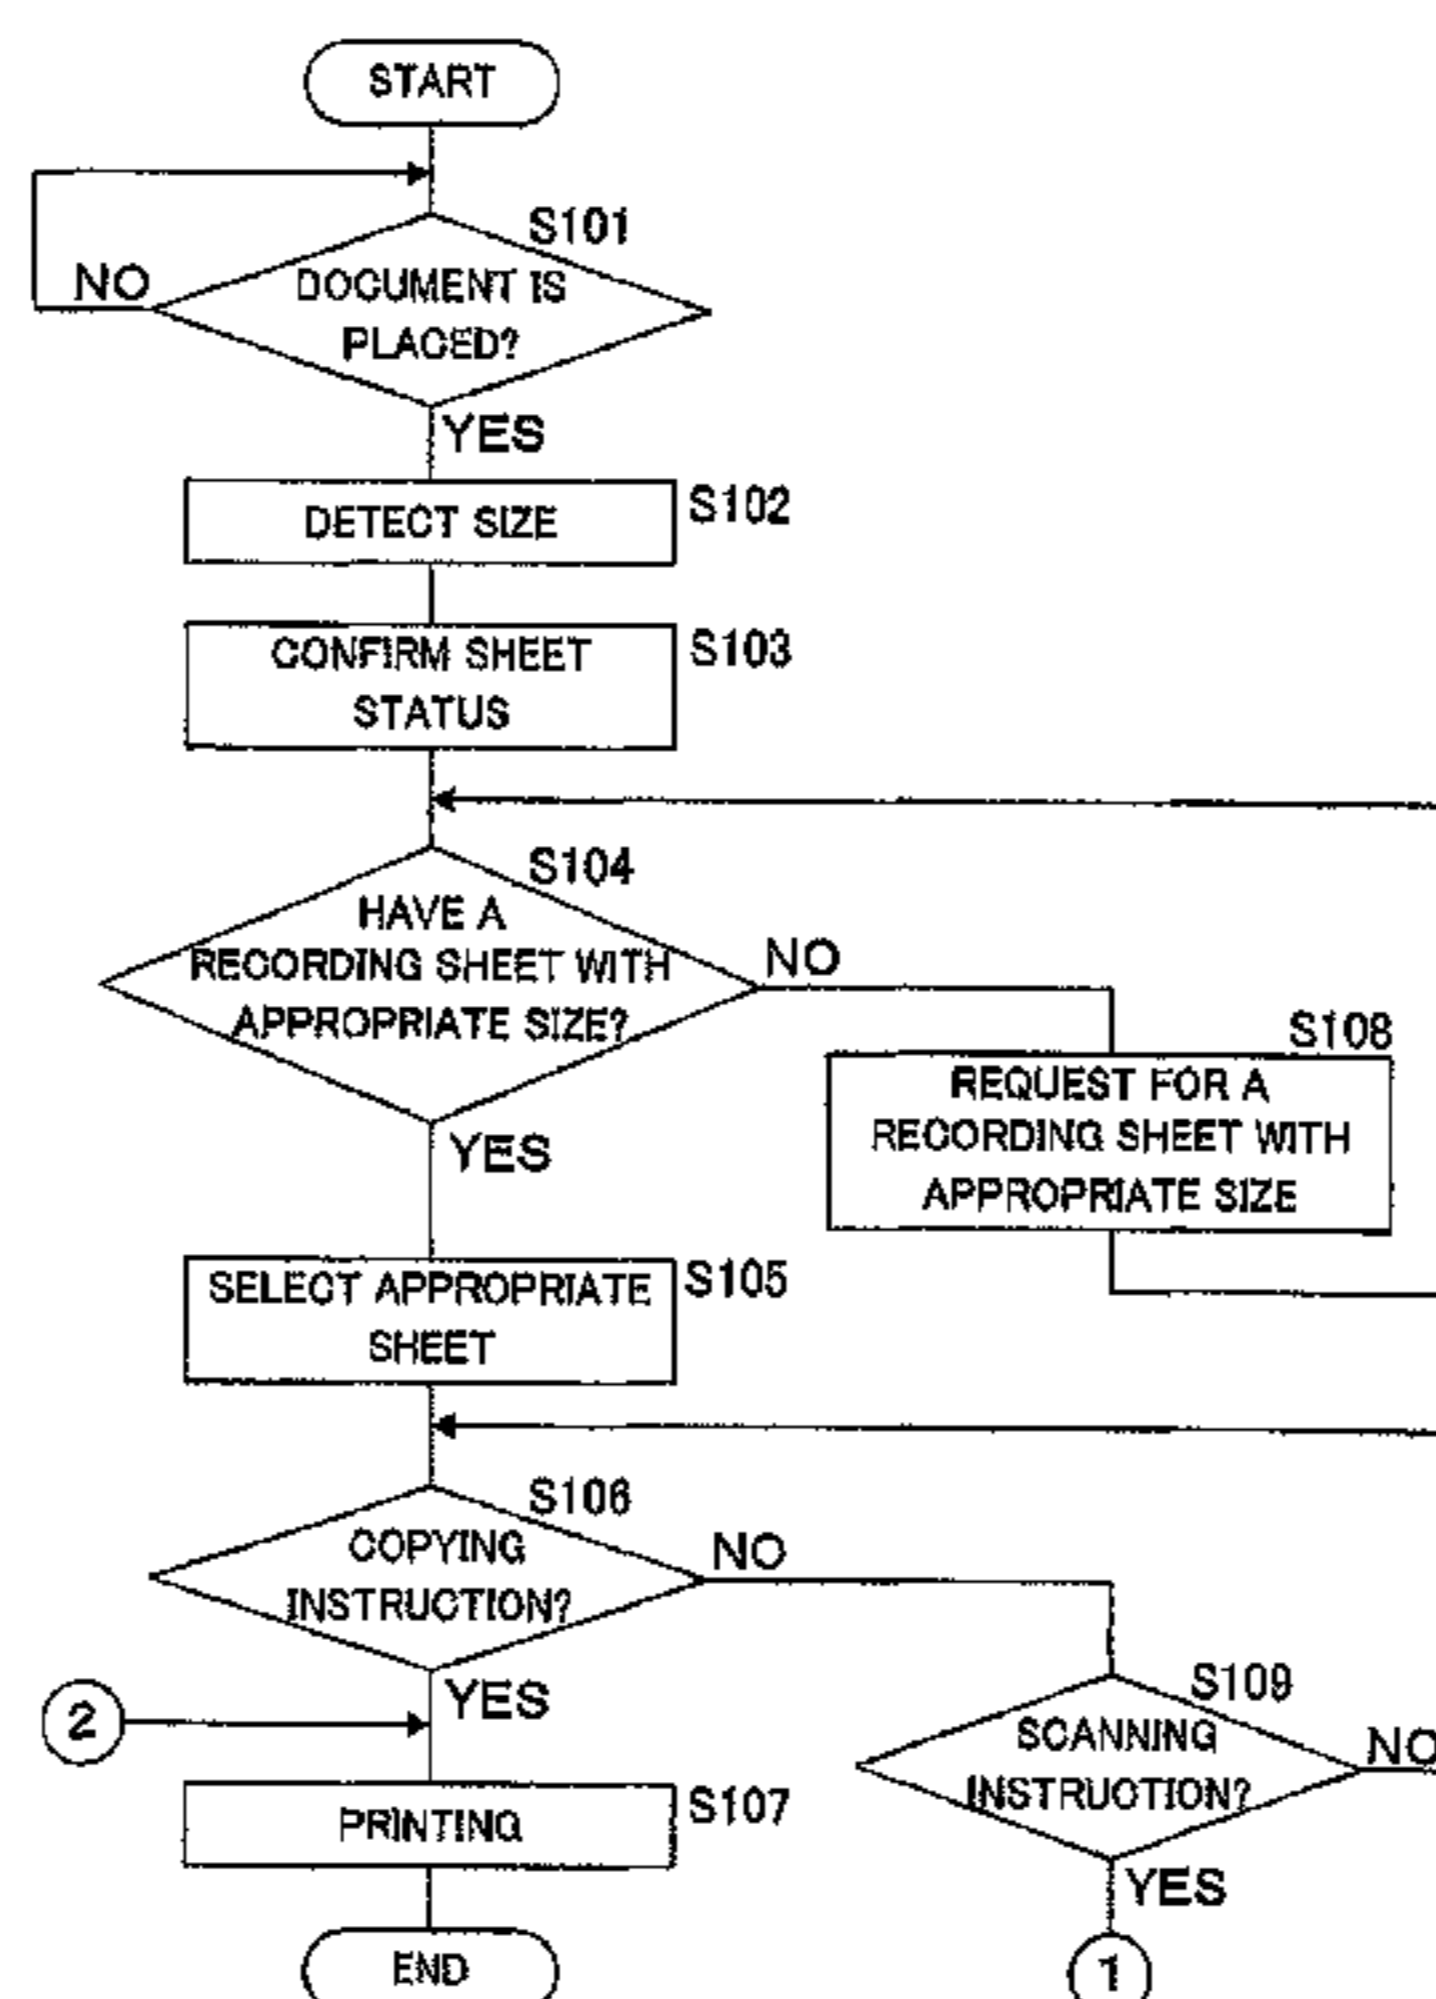 START
S101
NO
DOCUMENT IS
PLACED?
YES
DETECT SIZE
S102
CONFIRM SHEET
STATUS
S103
S104
HAVE A
RECORDING SHEET WITH
APPROPRIATE SIZE?
NO
YES
S108
REQUEST FOR A
RECORDING SHEET WITH
APPROPRIATE SIZE
SELECT APPROPRIATE
SHEET
S105
S106
COPYING
INSTRUCTION?
NO
YES
2
S109
SCANNING
INSTRUCTION?
NO
YES
1
PRINTING
S107
END